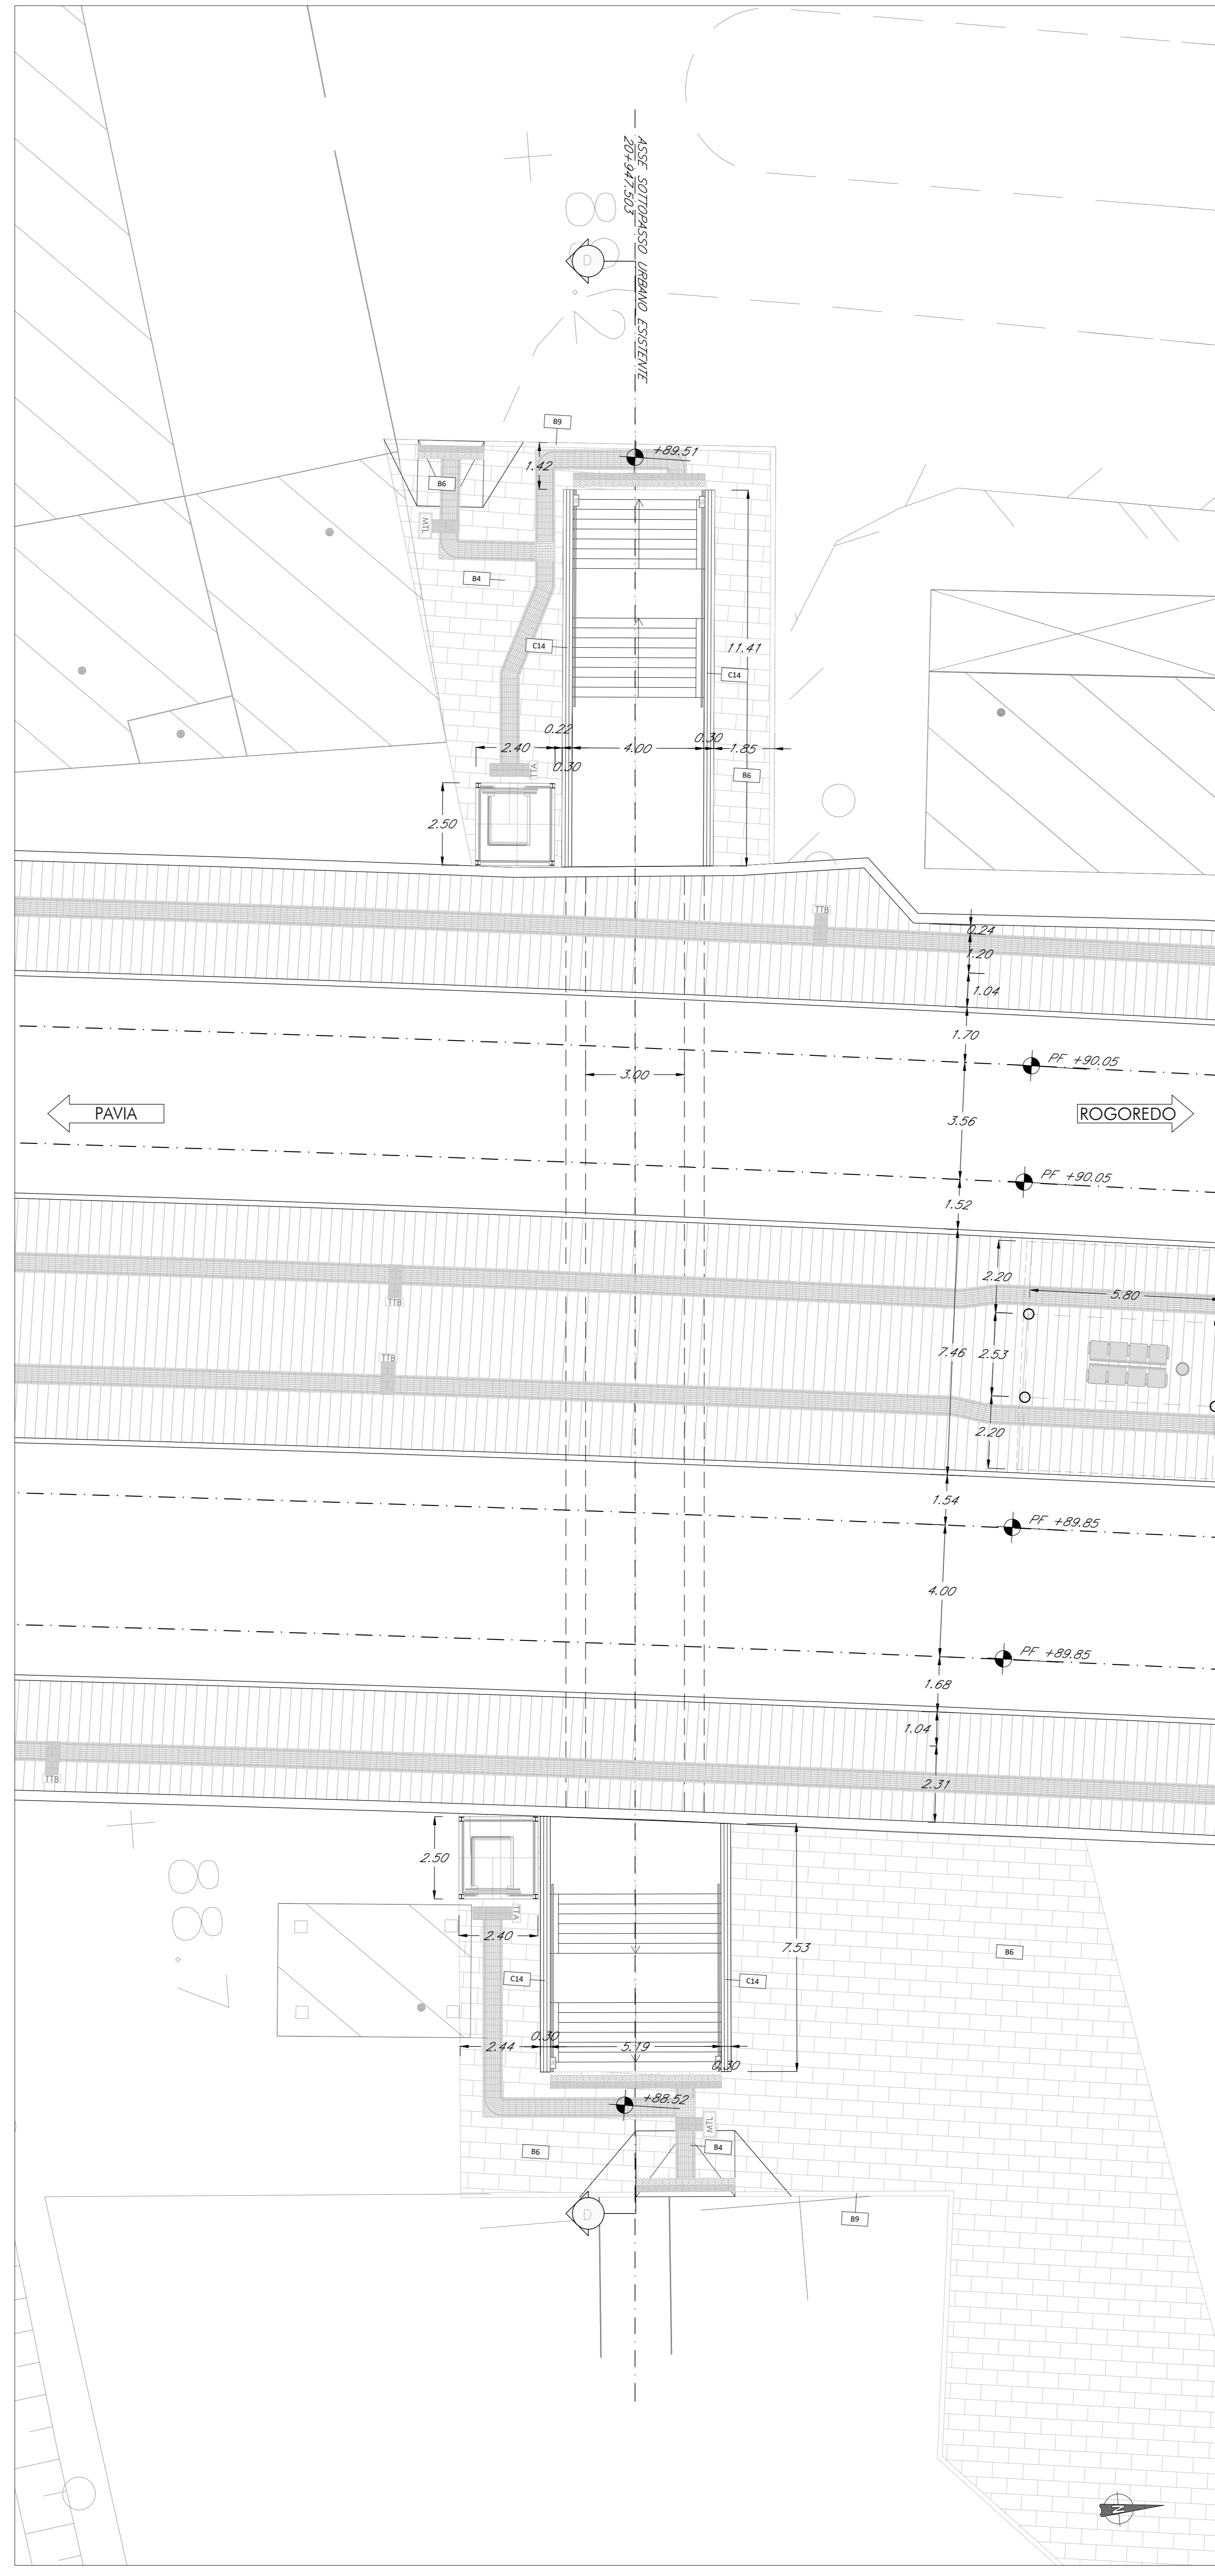 ASSE SOTTOPASSO URBANO ESISTENTE
20+947.503
D
B9
+89.51
1.42
B6
MTL
B4
C14
11.41
C14
0.22
0.30
2.40
4.00
1.85
0.30
TTA
B6
2.50
TTB
0.24
1.20
1.04
1.70
PF +90.05
3.00
PAVIA
3.56
ROGOREDO
PF +90.05
1.52
2.20
5.80
TTB
7.46
2.53
TTB
2.20
1.54
PF +89.85
4.00
PF +89.85
1.68
1.04
TTB
2.31
2.50
TTA
2.40
7.53
B6
C14
C14
0.30
2.44
5.19
0.30
+88.52
MTL
B6
B4
D
B9
N